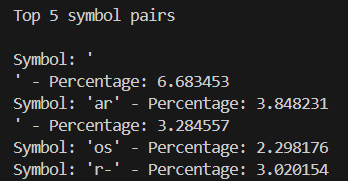 Top 5 symbol pairs
Symbol: '
' - Percentage: 6.683453
Symbol: 'ar' - Percentage: 3.848231
' - Percentage: 3.284557
Symbol: 'os' - Percentage: 2.298176
Symbol: 'r-' - Percentage: 3.020154